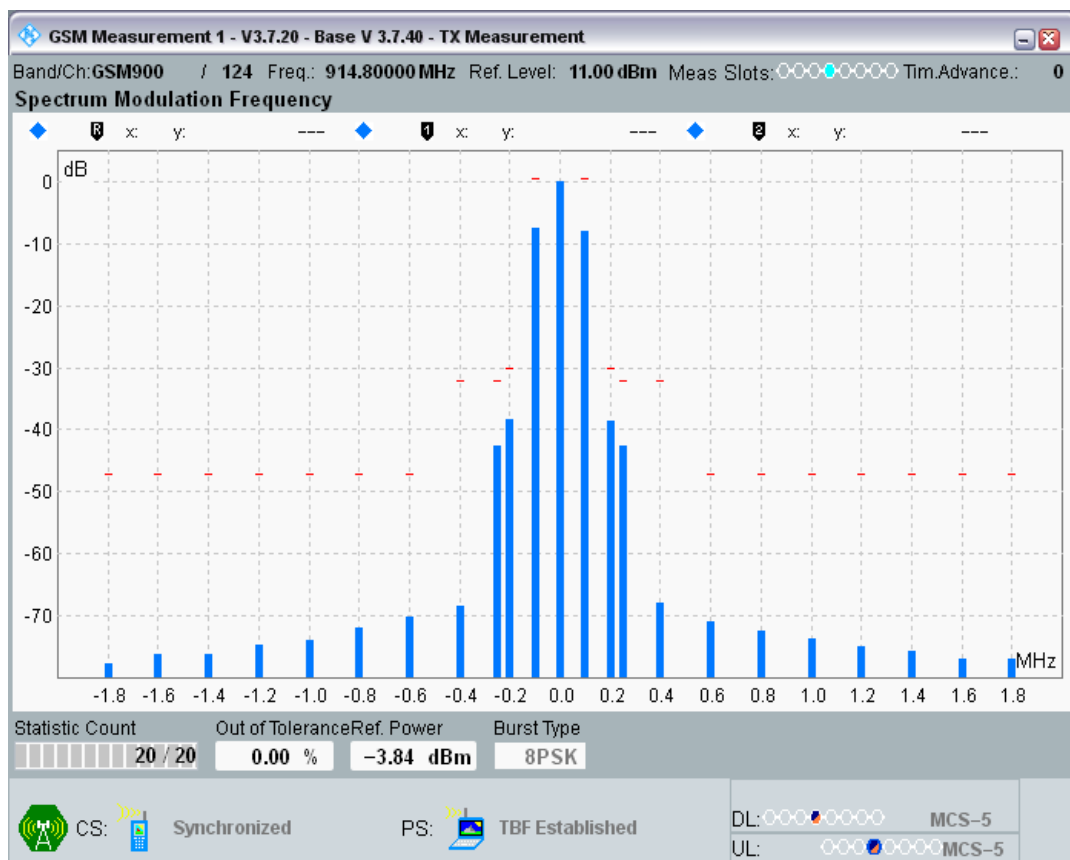 GSM Measurement 1 - V3.7.20 - Base V 3.7.40 - TX Measurement
Band/Ch:GSM900 / 124 Freq.: 914.80000 MHz Ref. Level: 11.00 dBm Meas Slots: Tim.Advance.: 0
Spectrum Modulation Frequency
R x: y: --- 1 x: y: --- 2 x: y: ---
dB
0
-10
-20
-30
-40
-50
-60
-70
MHz
-1.8 -1.6 -1.4 -1.2 -1.0 -0.8 -0.6 -0.4 -0.2 0.0 0.2 0.4 0.6 0.8 1.0 1.2 1.4 1.6 1.8
Statistic Count Out of Tolerance Ref. Power Burst Type
20 / 20 0.00 % −3.84 dBm 8PSK
CS: Synchronized PS: TBF Established
DL: MCS−5
UL: MCS−5